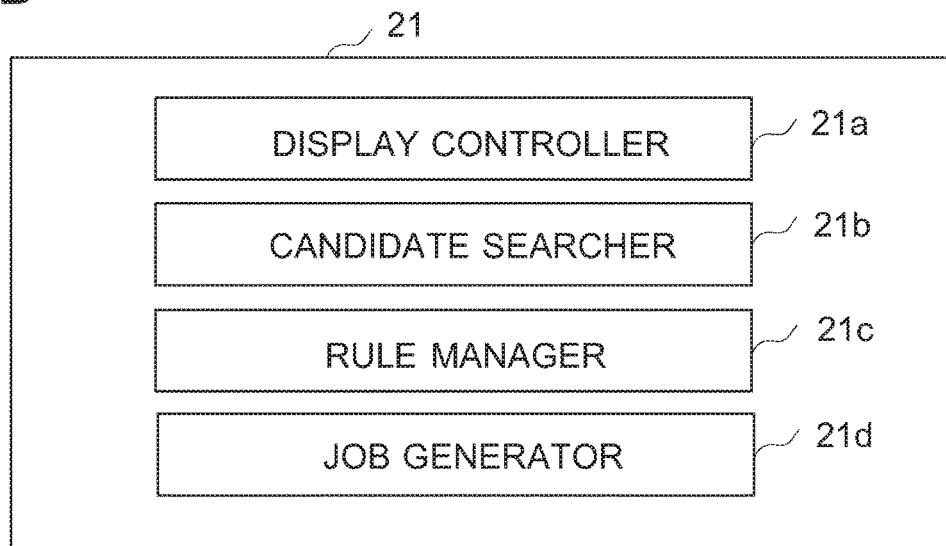 21
DISPLAY CONTROLLER 21a
CANDIDATE SEARCHER 21b
RULE MANAGER 21c
JOB GENERATOR 21d